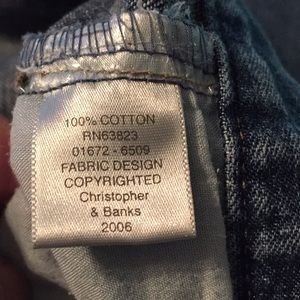 100% COTTON
RN63823
01672 - 6509
FABRIC DESIGN
COPYRIGHTED
Christopher
& Banks
2006